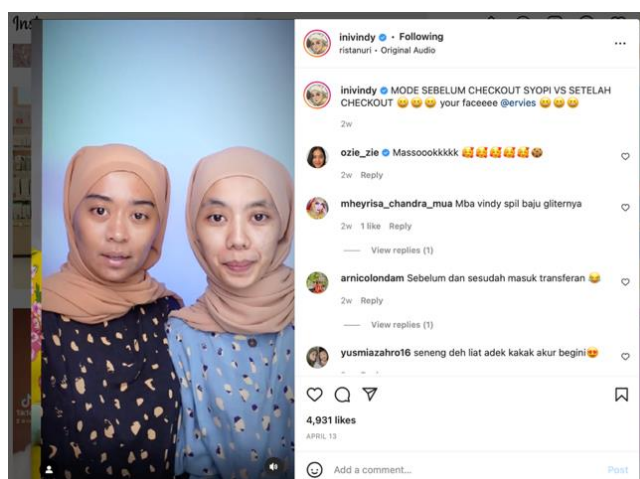 Ins
inivindy • Following
ristanuri • Original Audio
inivindy MODE SEBELUM CHECKOUT SYOPI VS SETELAH
CHECKOUT 😄 😄 😄 your faceeee @ervies 😄 😄 😄
2w
ozie_zie Massoookkkkk 🥰🥰🥰🥰🥰🍪
2w Reply
mheyrisa_chandra_mua Mba vindy spil baju gliternya
2w 1 like Reply
View replies (1)
arnicolondam Sebelum dan sesudah masuk transferan 😂
2w Reply
View replies (1)
yusmiazahro16 seneng deh liat adek kakak akur begini😍
4,931 likes
APRIL 13
Add a comment...
Post